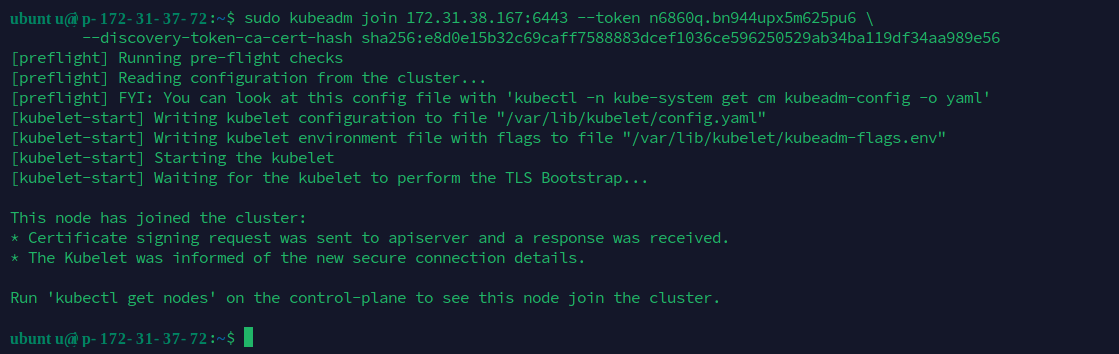 ubuntu@p-172-31-37-72:~$ sudo kubeadm join 172.31.38.167:6443 --token n6860q.bn944upx5m625pu6 \
--discovery-token-ca-cert-hash sha256:e8d0e15b32c69caff7588883dcef1036ce596250529ab34ba119df34aa989e56
[preflight] Running pre-flight checks
[preflight] Reading configuration from the cluster...
[preflight] FYI: You can look at this config file with 'kubectl -n kube-system get cm kubeadm-config -o yaml'
[kubelet-start] Writing kubelet configuration to file "/var/lib/kubelet/config.yaml"
[kubelet-start] Writing kubelet environment file with flags to file "/var/lib/kubelet/kubeadm-flags.env"
[kubelet-start] Starting the kubelet
[kubelet-start] Waiting for the kubelet to perform the TLS Bootstrap...
This node has joined the cluster:
* Certificate signing request was sent to apiserver and a response was received.
* The Kubelet was informed of the new secure connection details.
Run 'kubectl get nodes' on the control-plane to see this node join the cluster.
ubuntu@p-172-31-37-72:~$